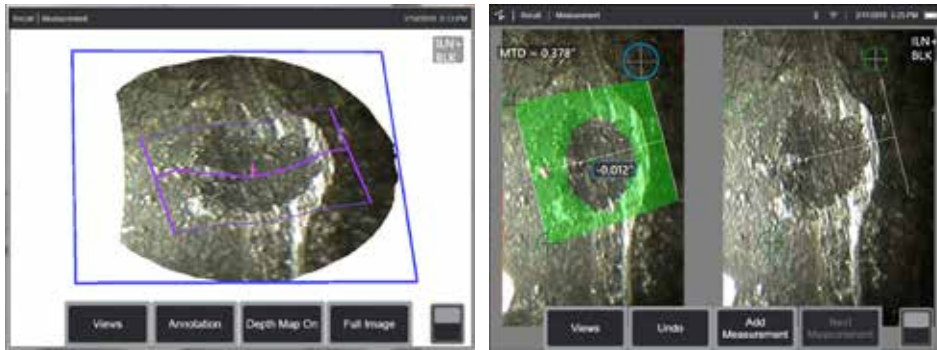 Recall | Measurement
ILN+
BLK
Views
Annotation
Depth Map On
Full Image
Recall | Measurement
MTD = 0.378"
ILN+
BLK
-0.012"
Views
Undo
Add
Measurement
Next
Measurement